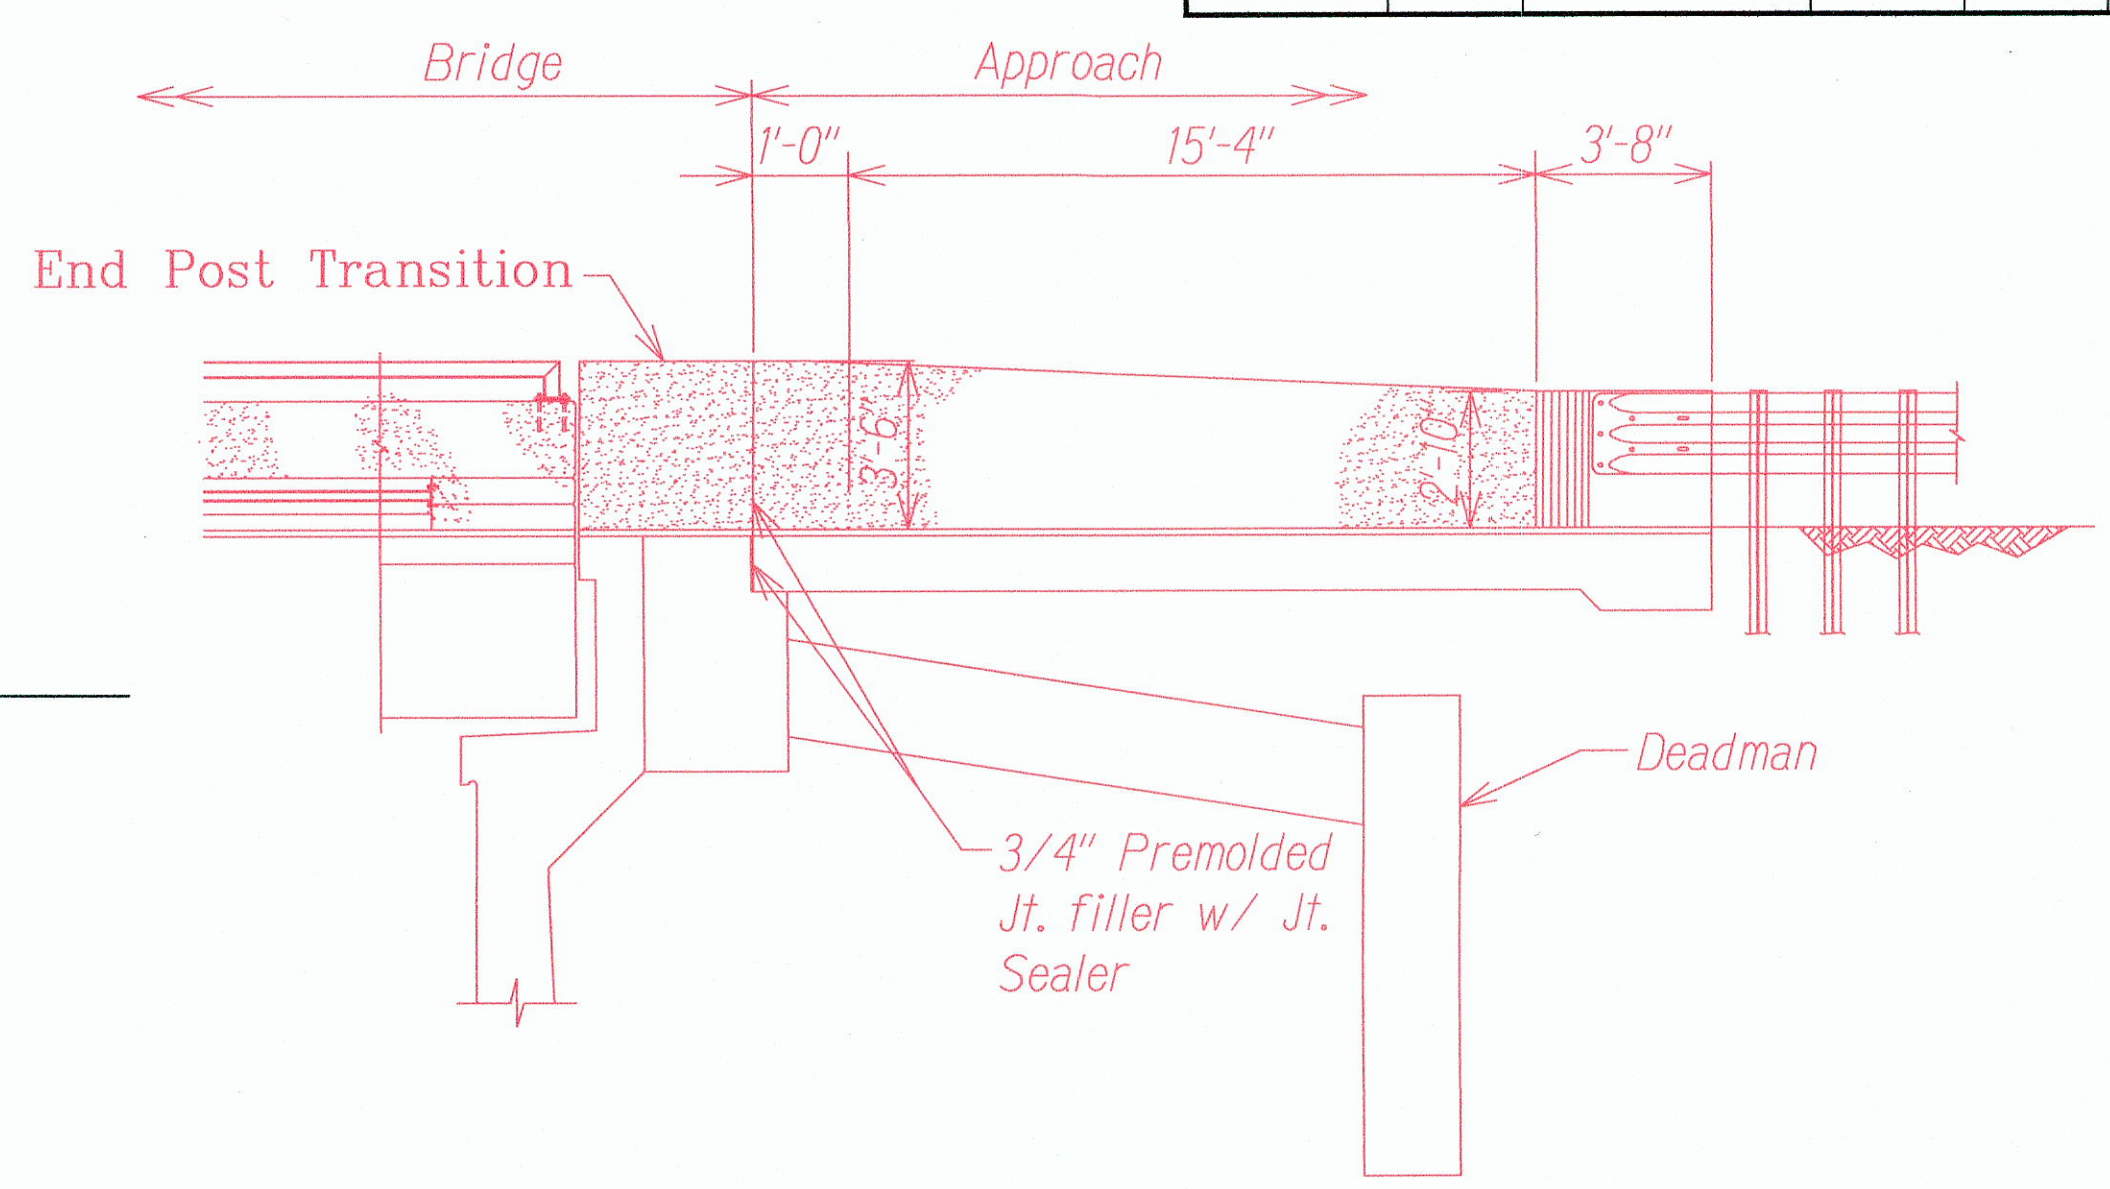 Bridge
Approach
1'-0"
15'-4"
3'-8"
End Post Transition
3'-6"
2'-10"
Deadman
3/4" Premolded
Jt. filler w/ Jt.
Sealer